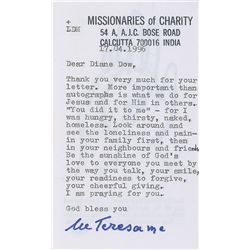 +
LDM
MISSIONARIES of CHARITY
54 A, A.J.C. BOSE ROAD
CALCUTTA 700016 INDIA
17.04.1996
Dear Diane Dow,
Thank you very much for your
letter. More important than
autographs is what we do for
Jesus and for Him in others.
"You did it to me" - for I
was hungry, thirsty, naked,
homeless. Look around and
see the loneliness and pain-
in your family first, then
in your neighbours and friends
Be the sunshine of God's
love to everyone you meet
by the way you talk, your smile,
your readiness to forgive,
your cheerful giving.
I am praying for you.
God bless you
M Teresa mc